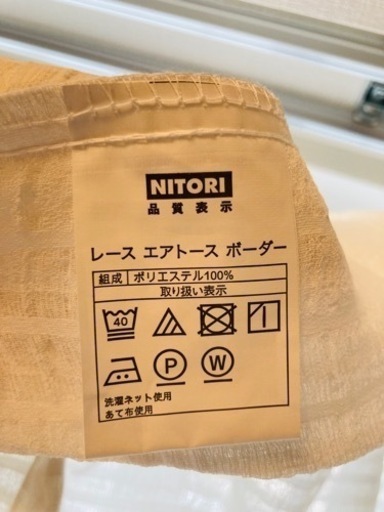 NITORI
品質表示
レース エアトース ボーダー
組成 ポリエステル100%
取り扱い表示
40
P W
洗濯ネット使用
あて布使用